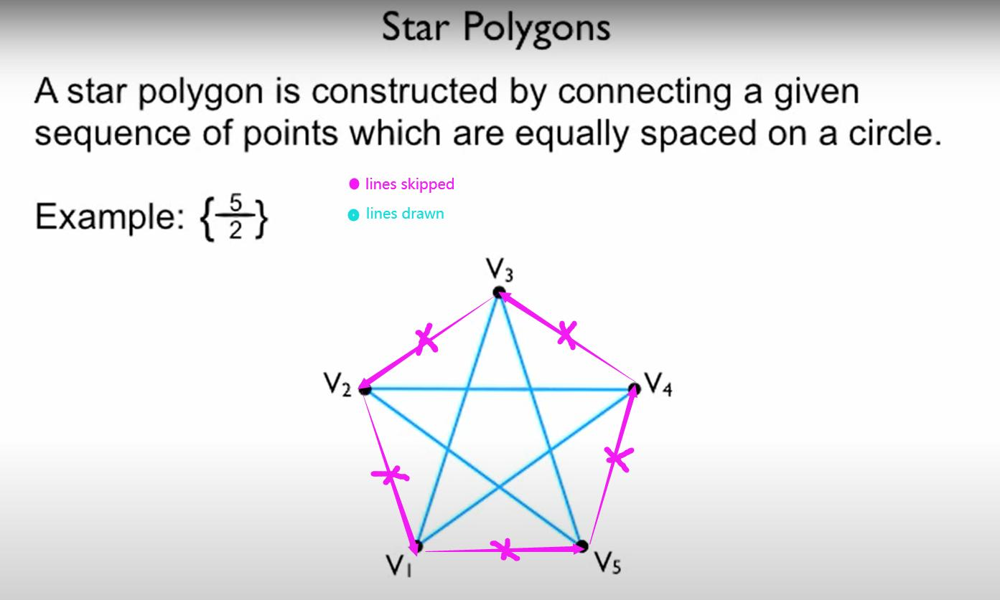 Star Polygons
A star polygon is constructed by connecting a given
sequence of points which are equally spaced on a circle.
lines skipped
Example: {5/2}
lines drawn
V3
V2
V4
V1
V5